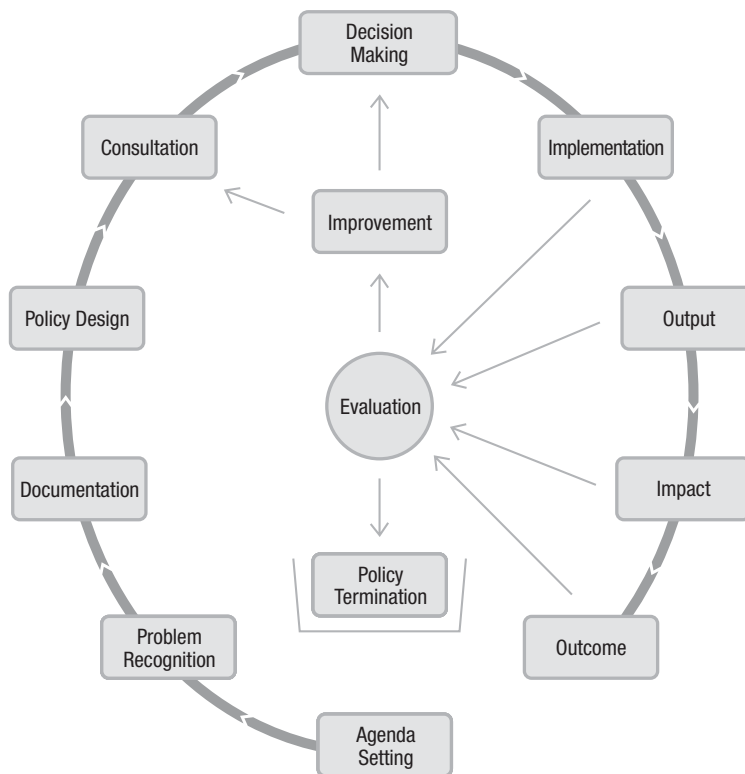 Decision
Making
Consultation
Implementation
Improvement
Policy Design
Output
Evaluation
Documentation
Impact
Policy
Termination
Problem
Recognition
Outcome
Agenda
Setting